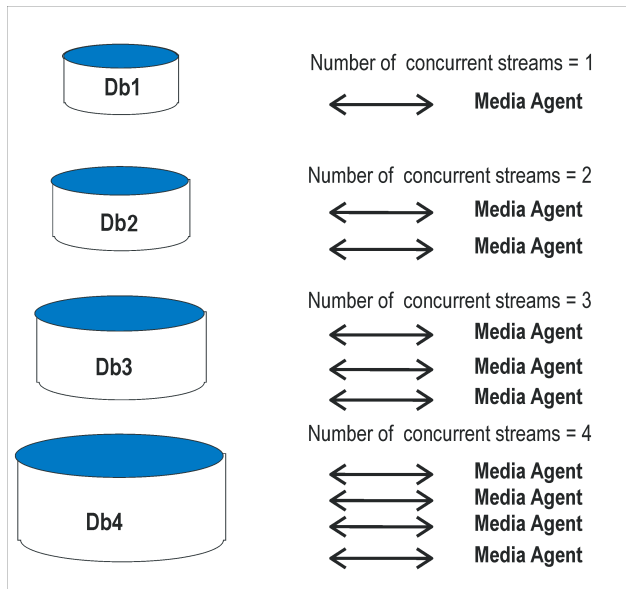 Number of concurrent streams = 1
Db1
Media Agent
Number of concurrent streams = 2
Media Agent
Db2
Media Agent
Number of concurrent streams = 3
Media Agent
Db3
Media Agent
Media Agent
Number of concurrent streams = 4
Media Agent
Media Agent
Db4
Media Agent
Media Agent